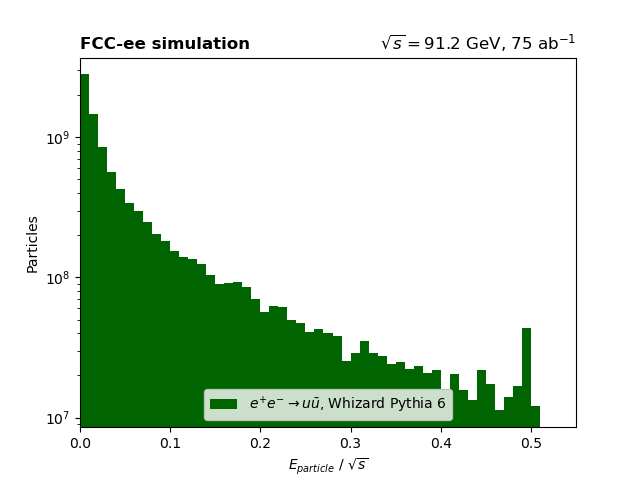 FCC-ee simulation
√s = 91.2 GeV, 75 ab⁻¹
Particles
10⁹
10⁸
10⁷
e⁺e⁻ → uū, Whizard Pythia 6
0.0 0.1 0.2 0.3 0.4 0.5
E_particle / √s